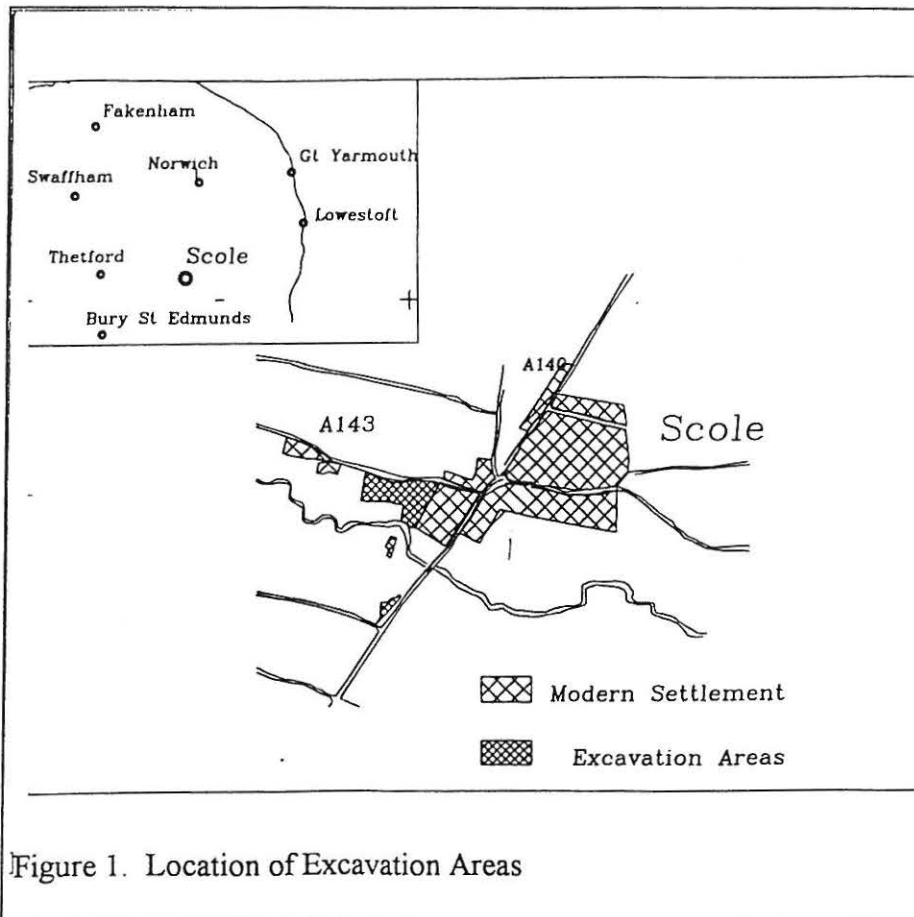 Fakenham
Norwich
Gt Yarmouth
Swaffham
Lowestoft
Thetford
Scole
Bury St Edmunds
A140
A143
Scole
Modern Settlement
Excavation Areas
Figure 1. Location of Excavation Areas